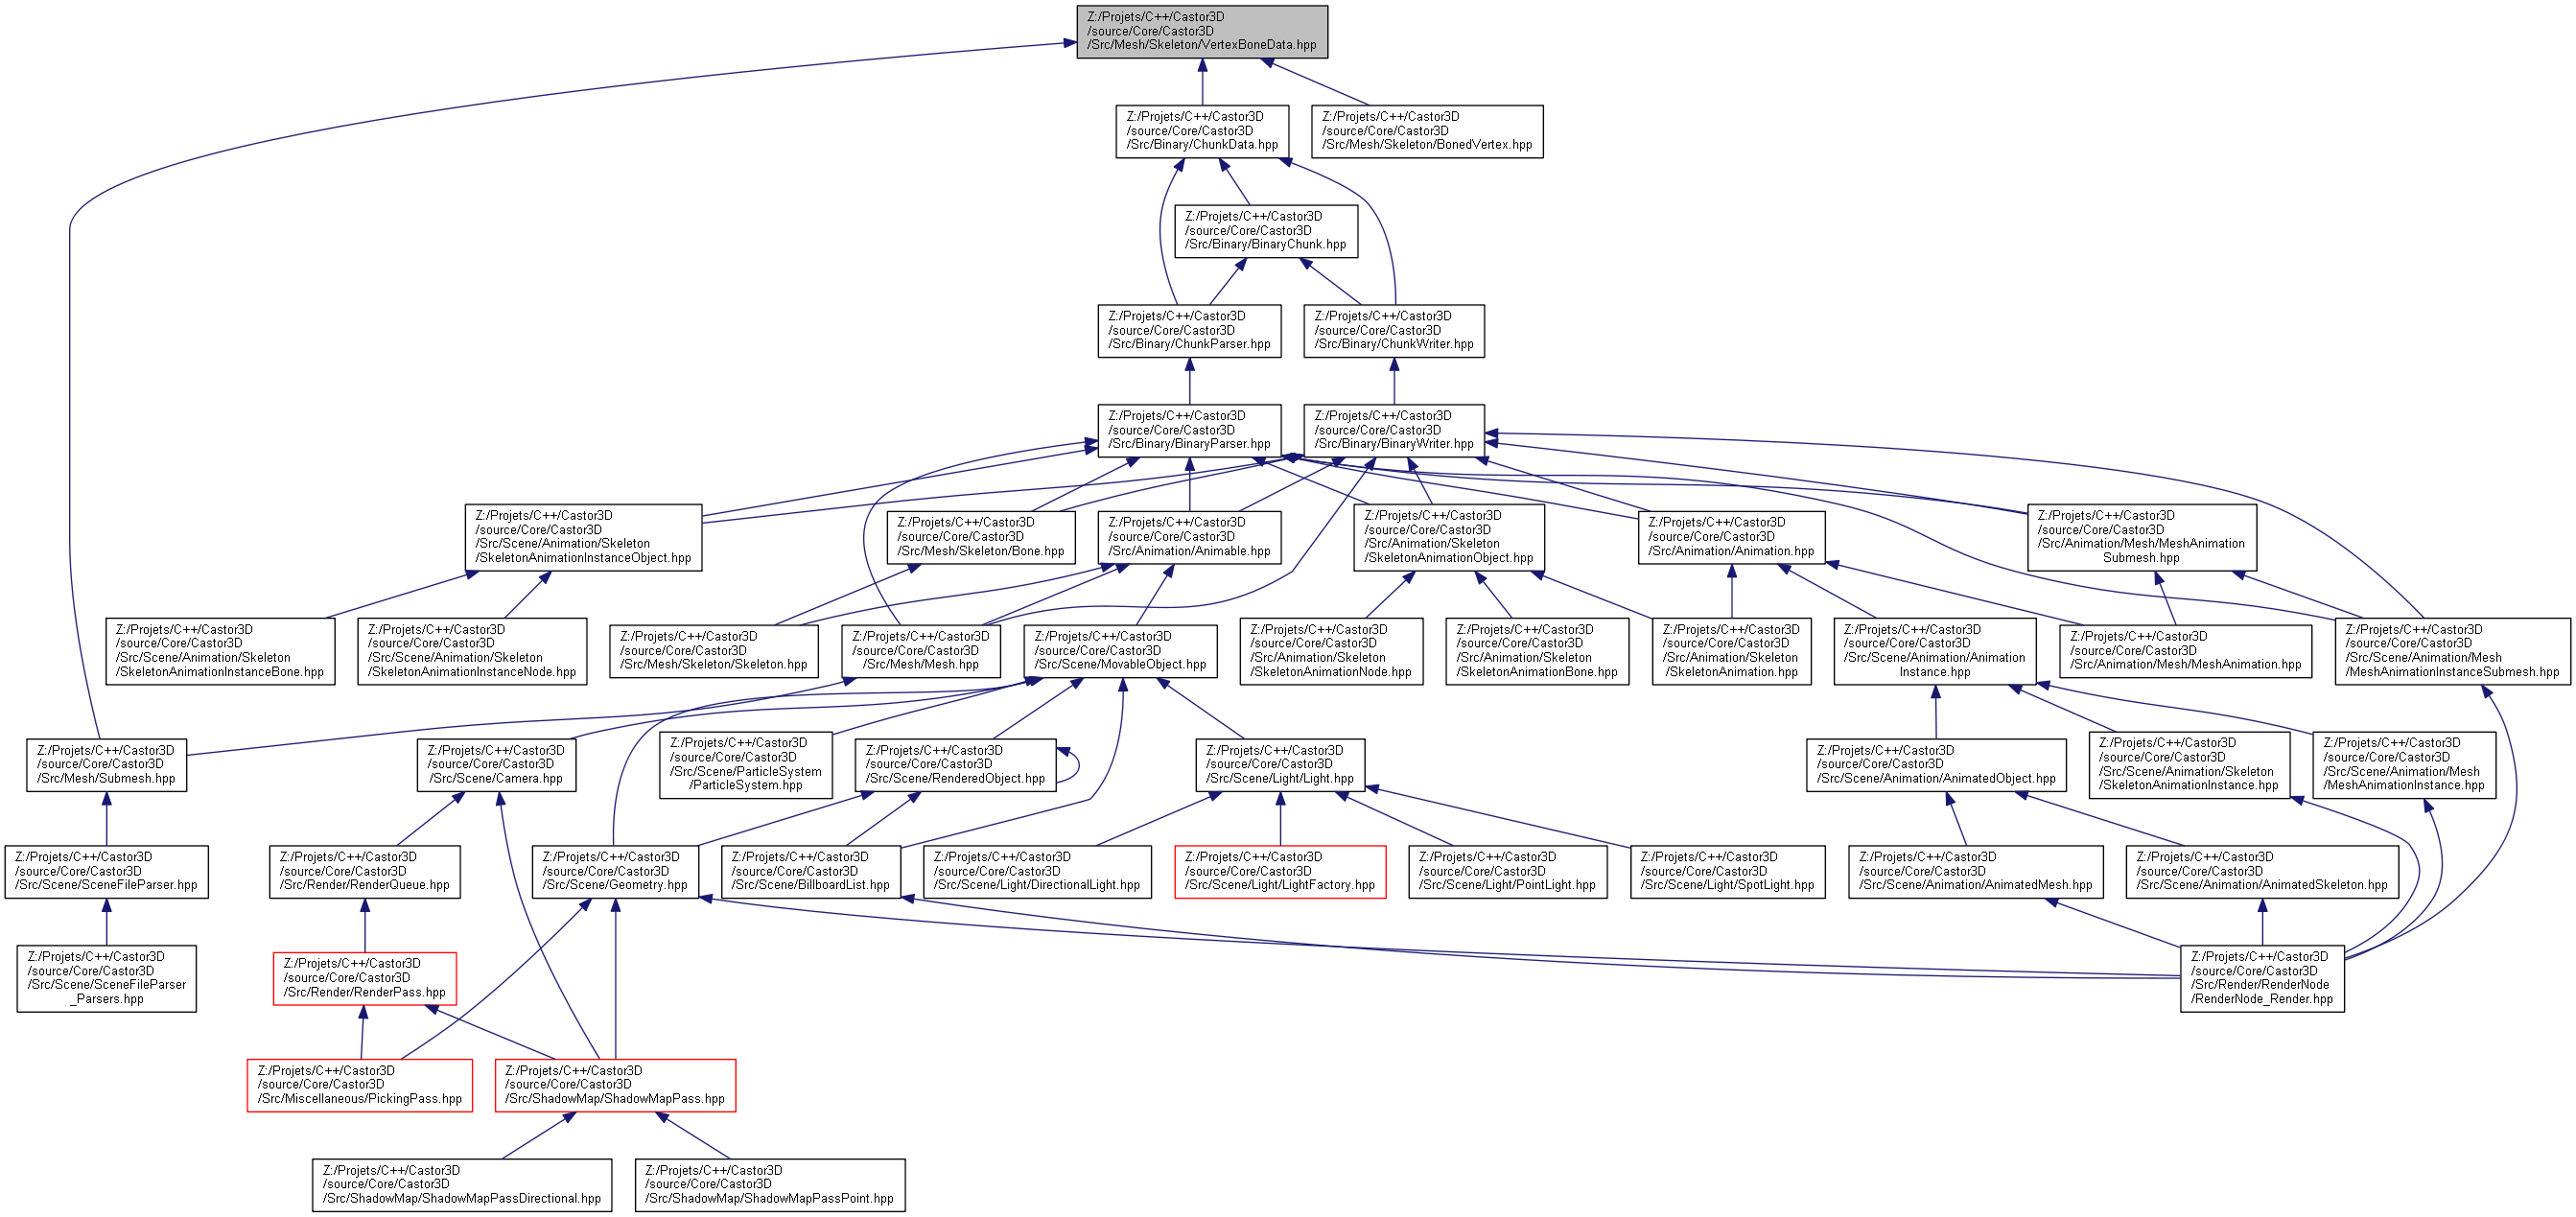 Z:/Projets/C++/Castor3D
/source/Core/Castor3D
/Src/Mesh/Skeleton/VertexBoneData.hpp
Z:/Projets/C++/Castor3D
/source/Core/Castor3D
/Src/Binary/ChunkData.hpp
Z:/Projets/C++/Castor3D
/source/Core/Castor3D
/Src/Mesh/Skeleton/BonedVertex.hpp
Z:/Projets/C++/Castor3D
/source/Core/Castor3D
/Src/Binary/BinaryChunk.hpp
Z:/Projets/C++/Castor3D
/source/Core/Castor3D
/Src/Binary/ChunkParser.hpp
Z:/Projets/C++/Castor3D
/source/Core/Castor3D
/Src/Binary/ChunkWriter.hpp
Z:/Projets/C++/Castor3D
/source/Core/Castor3D
/Src/Binary/BinaryParser.hpp
Z:/Projets/C++/Castor3D
/source/Core/Castor3D
/Src/Binary/BinaryWriter.hpp
Z:/Projets/C++/Castor3D
/source/Core/Castor3D
/Src/Scene/Animation/Skeleton
/SkeletonAnimationInstanceObject.hpp
Z:/Projets/C++/Castor3D
/source/Core/Castor3D
/Src/Mesh/Skeleton/Bone.hpp
Z:/Projets/C++/Castor3D
/source/Core/Castor3D
/Src/Animation/Animable.hpp
Z:/Projets/C++/Castor3D
/source/Core/Castor3D
/Src/Animation/Skeleton
/SkeletonAnimationObject.hpp
Z:/Projets/C++/Castor3D
/source/Core/Castor3D
/Src/Animation/Animation.hpp
Z:/Projets/C++/Castor3D
/source/Core/Castor3D
/Src/Animation/Mesh/MeshAnimation
Submesh.hpp
Z:/Projets/C++/Castor3D
/source/Core/Castor3D
/Src/Scene/Animation/Skeleton
/SkeletonAnimationInstanceBone.hpp
Z:/Projets/C++/Castor3D
/source/Core/Castor3D
/Src/Scene/Animation/Skeleton
/SkeletonAnimationInstanceNode.hpp
Z:/Projets/C++/Castor3D
/source/Core/Castor3D
/Src/Mesh/Skeleton/Skeleton.hpp
Z:/Projets/C++/Castor3D
/source/Core/Castor3D
/Src/Mesh/Mesh.hpp
Z:/Projets/C++/Castor3D
/source/Core/Castor3D
/Src/Scene/MovableObject.hpp
Z:/Projets/C++/Castor3D
/source/Core/Castor3D
/Src/Animation/Skeleton
/SkeletonAnimationNode.hpp
Z:/Projets/C++/Castor3D
/source/Core/Castor3D
/Src/Animation/Skeleton
/SkeletonAnimationBone.hpp
Z:/Projets/C++/Castor3D
/source/Core/Castor3D
/Src/Animation/Skeleton
/SkeletonAnimation.hpp
Z:/Projets/C++/Castor3D
/source/Core/Castor3D
/Src/Scene/Animation/Animation
Instance.hpp
Z:/Projets/C++/Castor3D
/source/Core/Castor3D
/Src/Animation/Mesh/MeshAnimation.hpp
Z:/Projets/C++/Castor3D
/source/Core/Castor3D
/Src/Scene/Animation/Mesh
/MeshAnimationInstanceSubmesh.hpp
Z:/Projets/C++/Castor3D
/source/Core/Castor3D
/Src/Mesh/Submesh.hpp
Z:/Projets/C++/Castor3D
/source/Core/Castor3D
/Src/Scene/Camera.hpp
Z:/Projets/C++/Castor3D
/source/Core/Castor3D
/Src/Scene/ParticleSystem
/ParticleSystem.hpp
Z:/Projets/C++/Castor3D
/source/Core/Castor3D
/Src/Scene/RenderedObject.hpp
Z:/Projets/C++/Castor3D
/source/Core/Castor3D
/Src/Scene/Light/Light.hpp
Z:/Projets/C++/Castor3D
/source/Core/Castor3D
/Src/Scene/Animation/AnimatedObject.hpp
Z:/Projets/C++/Castor3D
/source/Core/Castor3D
/Src/Scene/Animation/Skeleton
/SkeletonAnimationInstance.hpp
Z:/Projets/C++/Castor3D
/source/Core/Castor3D
/Src/Scene/Animation/Mesh
/MeshAnimationInstance.hpp
Z:/Projets/C++/Castor3D
/source/Core/Castor3D
/Src/Scene/SceneFileParser.hpp
Z:/Projets/C++/Castor3D
/source/Core/Castor3D
/Src/Render/RenderQueue.hpp
Z:/Projets/C++/Castor3D
/source/Core/Castor3D
/Src/Scene/Geometry.hpp
Z:/Projets/C++/Castor3D
/source/Core/Castor3D
/Src/Scene/BillboardList.hpp
Z:/Projets/C++/Castor3D
/source/Core/Castor3D
/Src/Scene/Light/DirectionalLight.hpp
Z:/Projets/C++/Castor3D
/source/Core/Castor3D
/Src/Scene/Light/LightFactory.hpp
Z:/Projets/C++/Castor3D
/source/Core/Castor3D
/Src/Scene/Light/PointLight.hpp
Z:/Projets/C++/Castor3D
/source/Core/Castor3D
/Src/Scene/Light/SpotLight.hpp
Z:/Projets/C++/Castor3D
/source/Core/Castor3D
/Src/Scene/Animation/AnimatedMesh.hpp
Z:/Projets/C++/Castor3D
/source/Core/Castor3D
/Src/Scene/Animation/AnimatedSkeleton.hpp
Z:/Projets/C++/Castor3D
/source/Core/Castor3D
/Src/Scene/SceneFileParser
_Parsers.hpp
Z:/Projets/C++/Castor3D
/source/Core/Castor3D
/Src/Render/RenderPass.hpp
Z:/Projets/C++/Castor3D
/source/Core/Castor3D
/Src/Render/RenderNode
/RenderNode_Render.hpp
Z:/Projets/C++/Castor3D
/source/Core/Castor3D
/Src/Miscellaneous/PickingPass.hpp
Z:/Projets/C++/Castor3D
/source/Core/Castor3D
/Src/ShadowMap/ShadowMapPass.hpp
Z:/Projets/C++/Castor3D
/source/Core/Castor3D
/Src/ShadowMap/ShadowMapPassDirectional.hpp
Z:/Projets/C++/Castor3D
/source/Core/Castor3D
/Src/ShadowMap/ShadowMapPassPoint.hpp